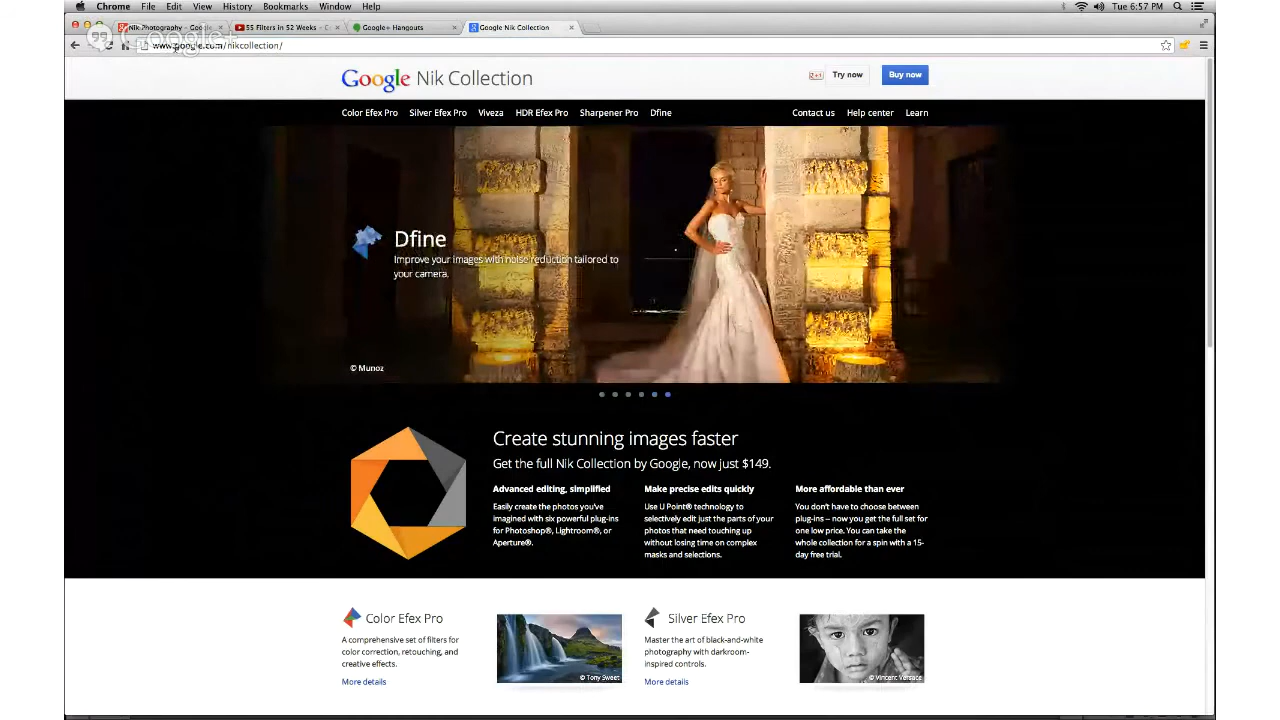 Chrome File Edit View History Bookmarks Window Help
Tue 6:57 PM
Nik Photography - Google
55 Filters in 52 Weeks - C
Google+ Hangouts
Google Nik Collection
Google+
www.google.com/nikcollection/
Google Nik Collection
+1
Try now
Buy now
Color Efex Pro Silver Efex Pro Viveza HDR Efex Pro Sharpener Pro Dfine
Contact us Help center Learn
Dfine
Improve your images with noise reduction tailored to
your camera.
© Munoz
Create stunning images faster
Get the full Nik Collection by Google, now just $149.
Advanced editing, simplified
Easily create the photos you've
imagined with six powerful plug-ins
for Photoshop®, Lightroom®, or
Aperture®.
Make precise edits quickly
Use U Point® technology to
selectively edit just the parts of your
photos that need touching up
without losing time on complex
masks and selections.
More affordable than ever
You don't have to choose between
plug-ins – now you get the full set for
one low price. You can take
the whole collection for a spin with a 15-
day free trial.
Color Efex Pro
A comprehensive set of filters for
color correction, retouching, and
creative effects.
More details
© Tony Sweet
Silver Efex Pro
Master the art of black-and-white
photography with darkroom-
inspired controls.
More details
© Vincent Versace